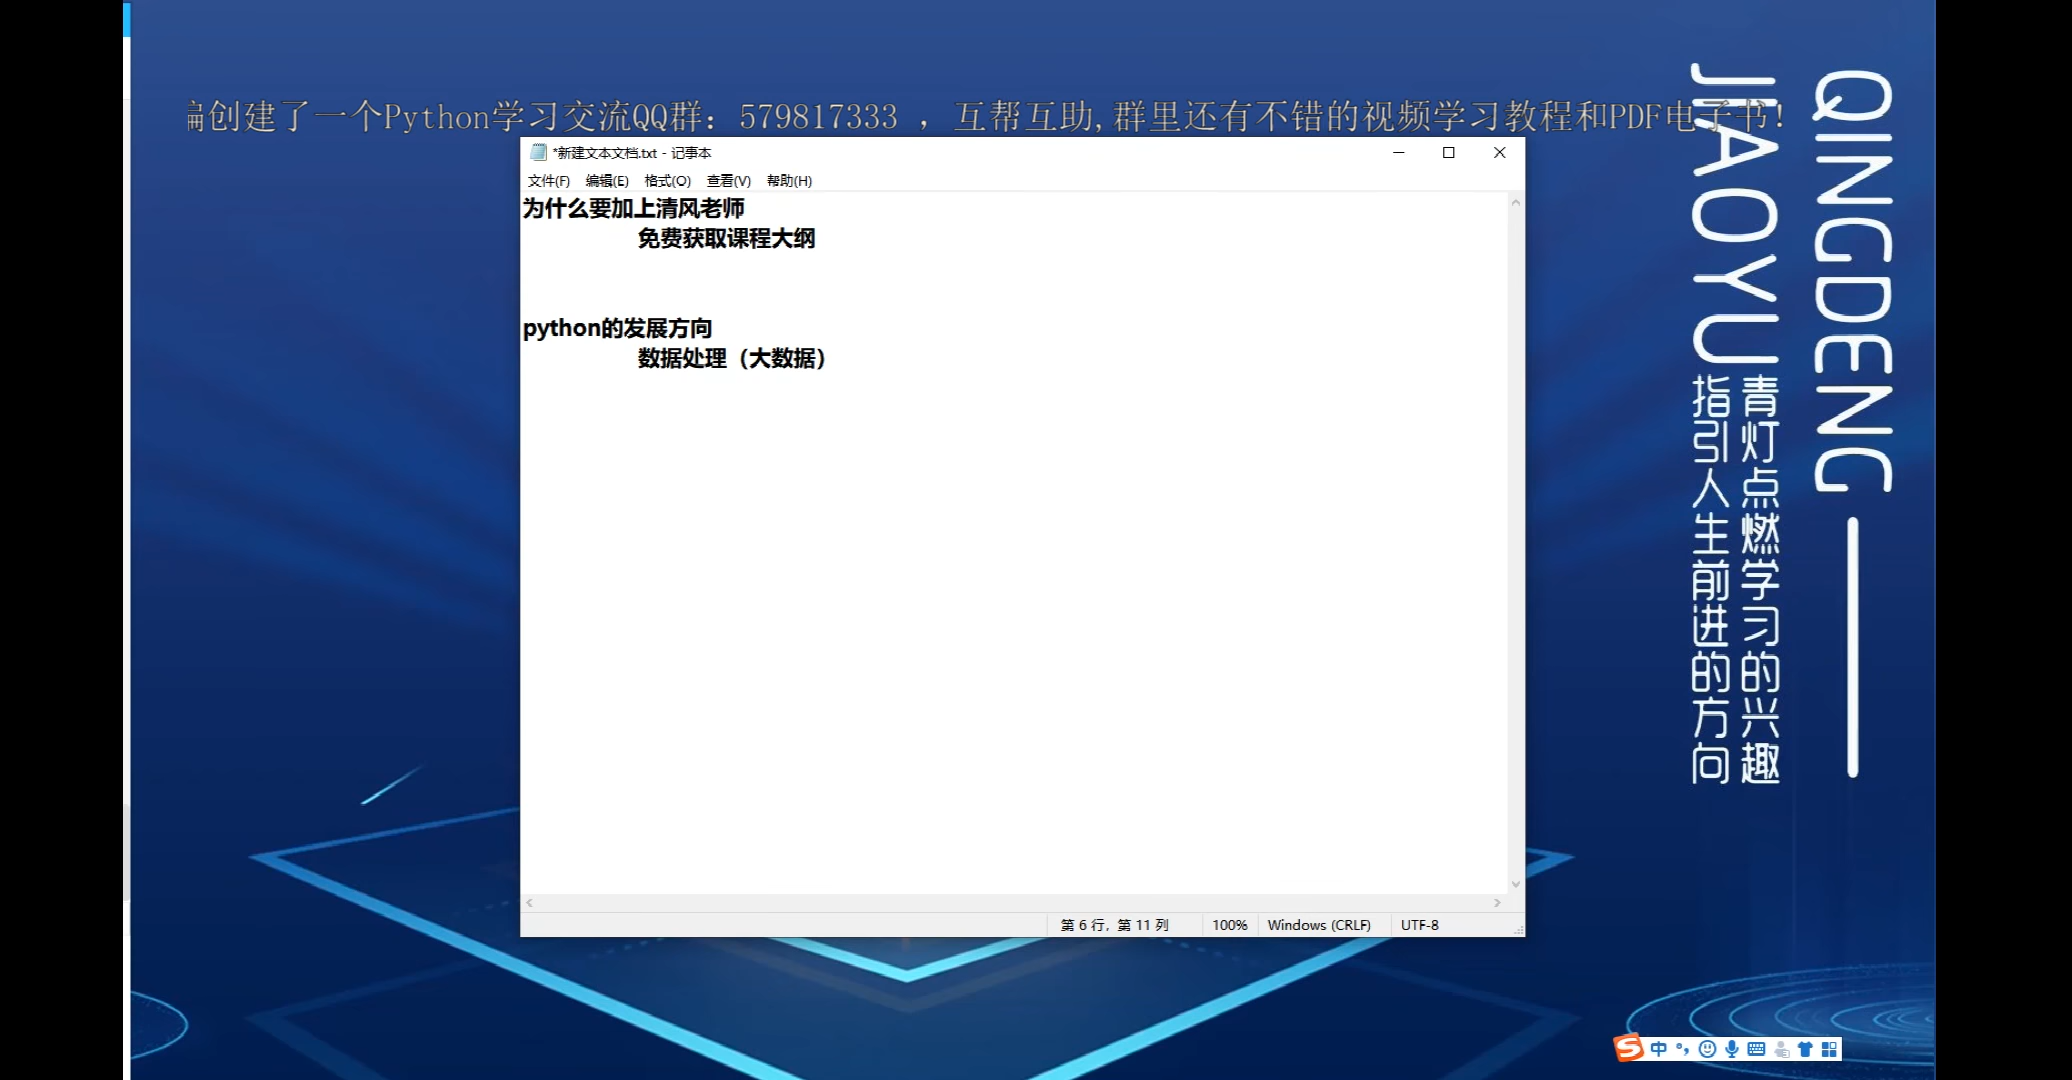 创建了一个Python学习交流QQ群：579817333 ，互帮互助,群里还有不错的视频学习教程和PDF电子书！
*新建文本文档.txt - 记事本
文件(F) 编辑(E) 格式(O) 查看(V) 帮助(H)
为什么要加上清风老师
免费获取课程大纲
python的发展方向
数据处理（大数据）
第 6 行，第 11 列 100% Windows (CRLF) UTF-8
QINGDENG
JIAOYU
青灯点燃学习的兴趣
指引人生前进的方向
中